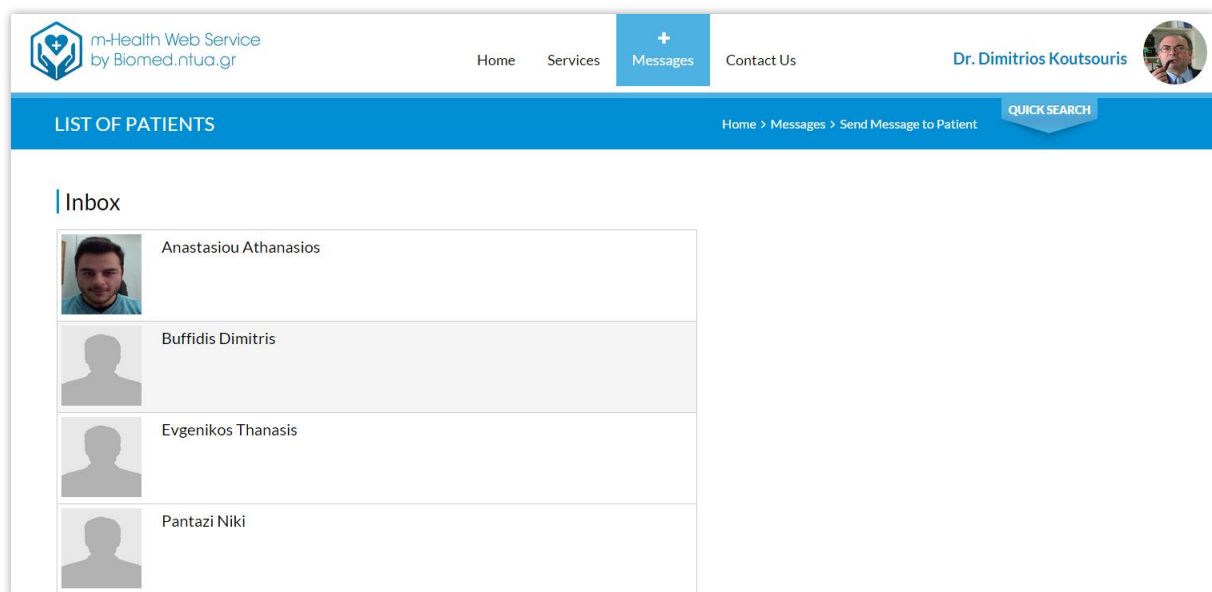 m-Health Web Service
by Biomed.ntua.gr
Home Services Messages Contact Us
Dr. Dimitrios Koutsouris
LIST OF PATIENTS
Home > Messages > Send Message to Patient
QUICK SEARCH
Inbox
Anastasiou Athanasios
Buffidis Dimitris
Evgenikos Thanasis
Pantazi Niki